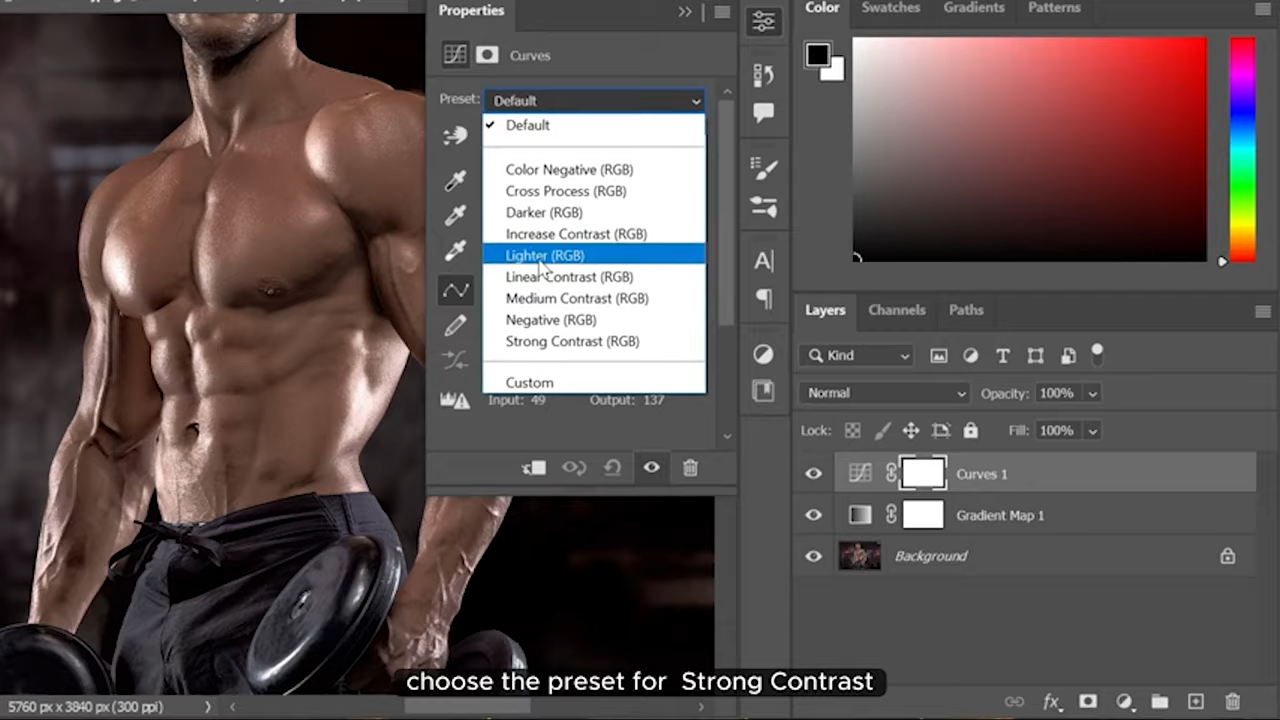 Properties
Curves
Preset: Default
Default
Color Negative (RGB)
Cross Process (RGB)
Darker (RGB)
Increase Contrast (RGB)
Lighter (RGB)
Linear Contrast (RGB)
Medium Contrast (RGB)
Negative (RGB)
Strong Contrast (RGB)
Custom
Input: 49 Output: 137
Color Swatches Gradients Patterns
Layers Channels Paths
Kind
Normal Opacity: 100%
Lock: Fill: 100%
Curves 1
Gradient Map 1
Background
choose the preset for Strong Contrast
5760 px x 3840 px (300 ppi)